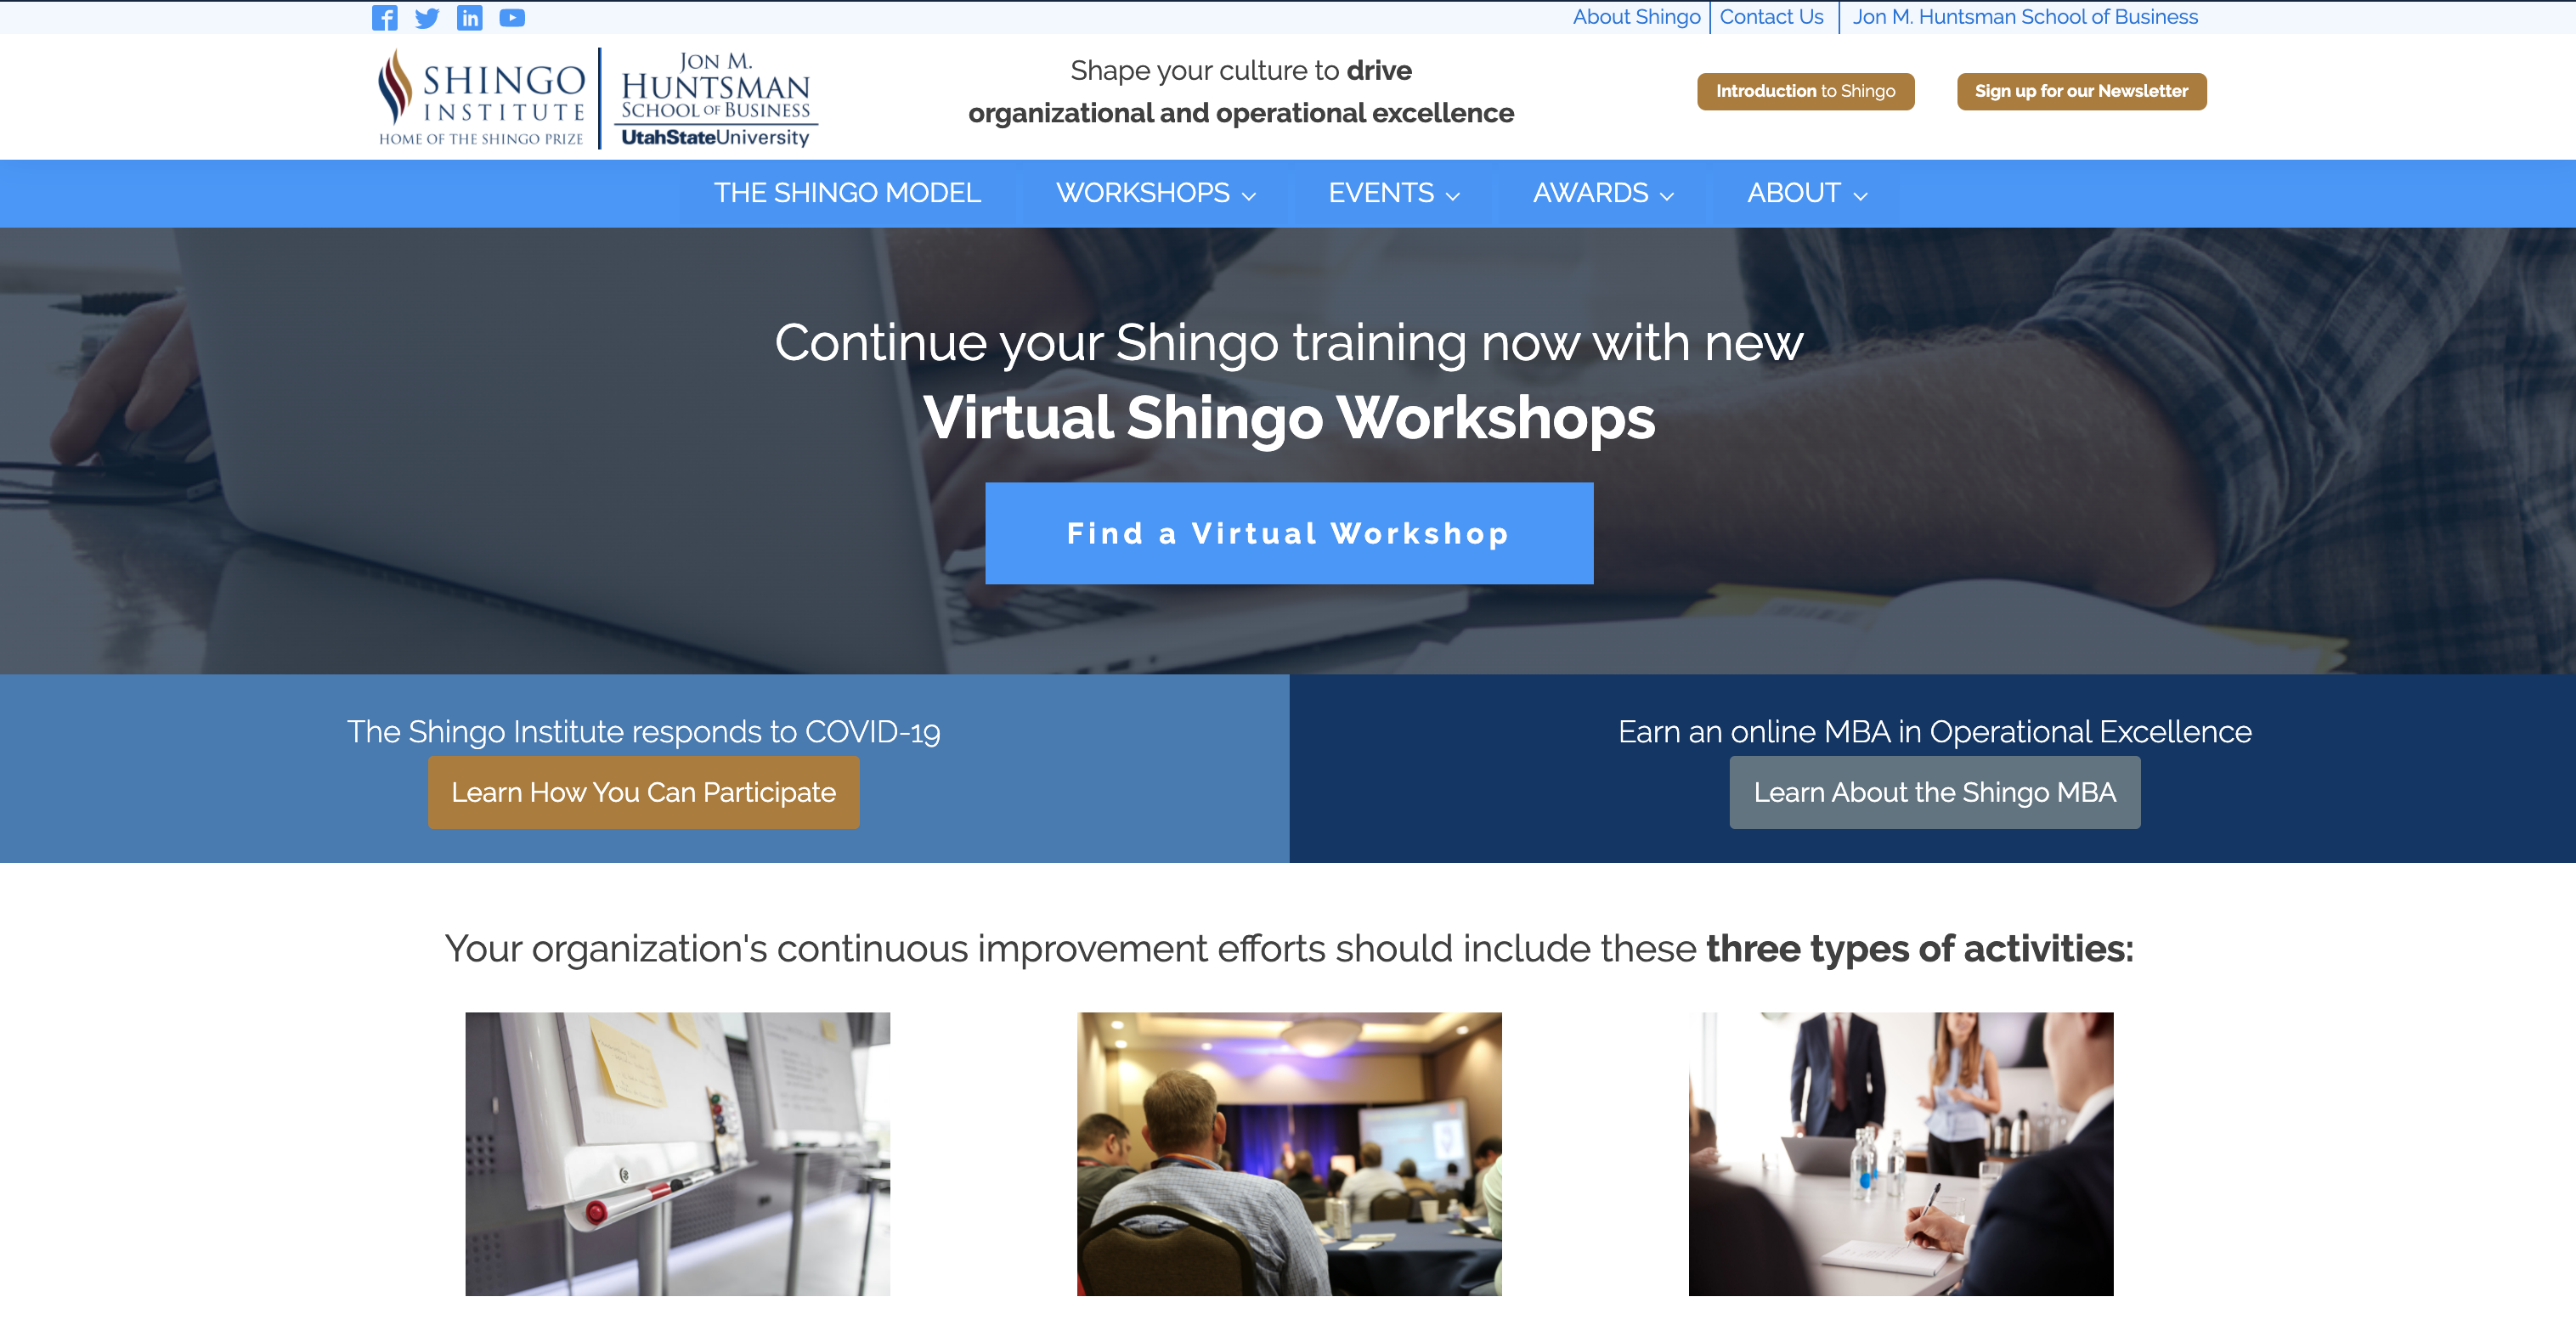 About Shingo
Contact Us
Jon M. Huntsman School of Business
SHINGO
INSTITUTE
HOME OF THE SHINGO PRIZE
JON M.
HUNTSMAN
SCHOOL OF BUSINESS
UtahStateUniversity
Shape your culture to drive
organizational and operational excellence
Introduction to Shingo
Sign up for our Newsletter
THE SHINGO MODEL
WORKSHOPS
EVENTS
AWARDS
ABOUT
Continue your Shingo training now with new
Virtual Shingo Workshops
Find a Virtual Workshop
The Shingo Institute responds to COVID-19
Learn How You Can Participate
Earn an online MBA in Operational Excellence
Learn About the Shingo MBA
Your organization's continuous improvement efforts should include these three types of activities: